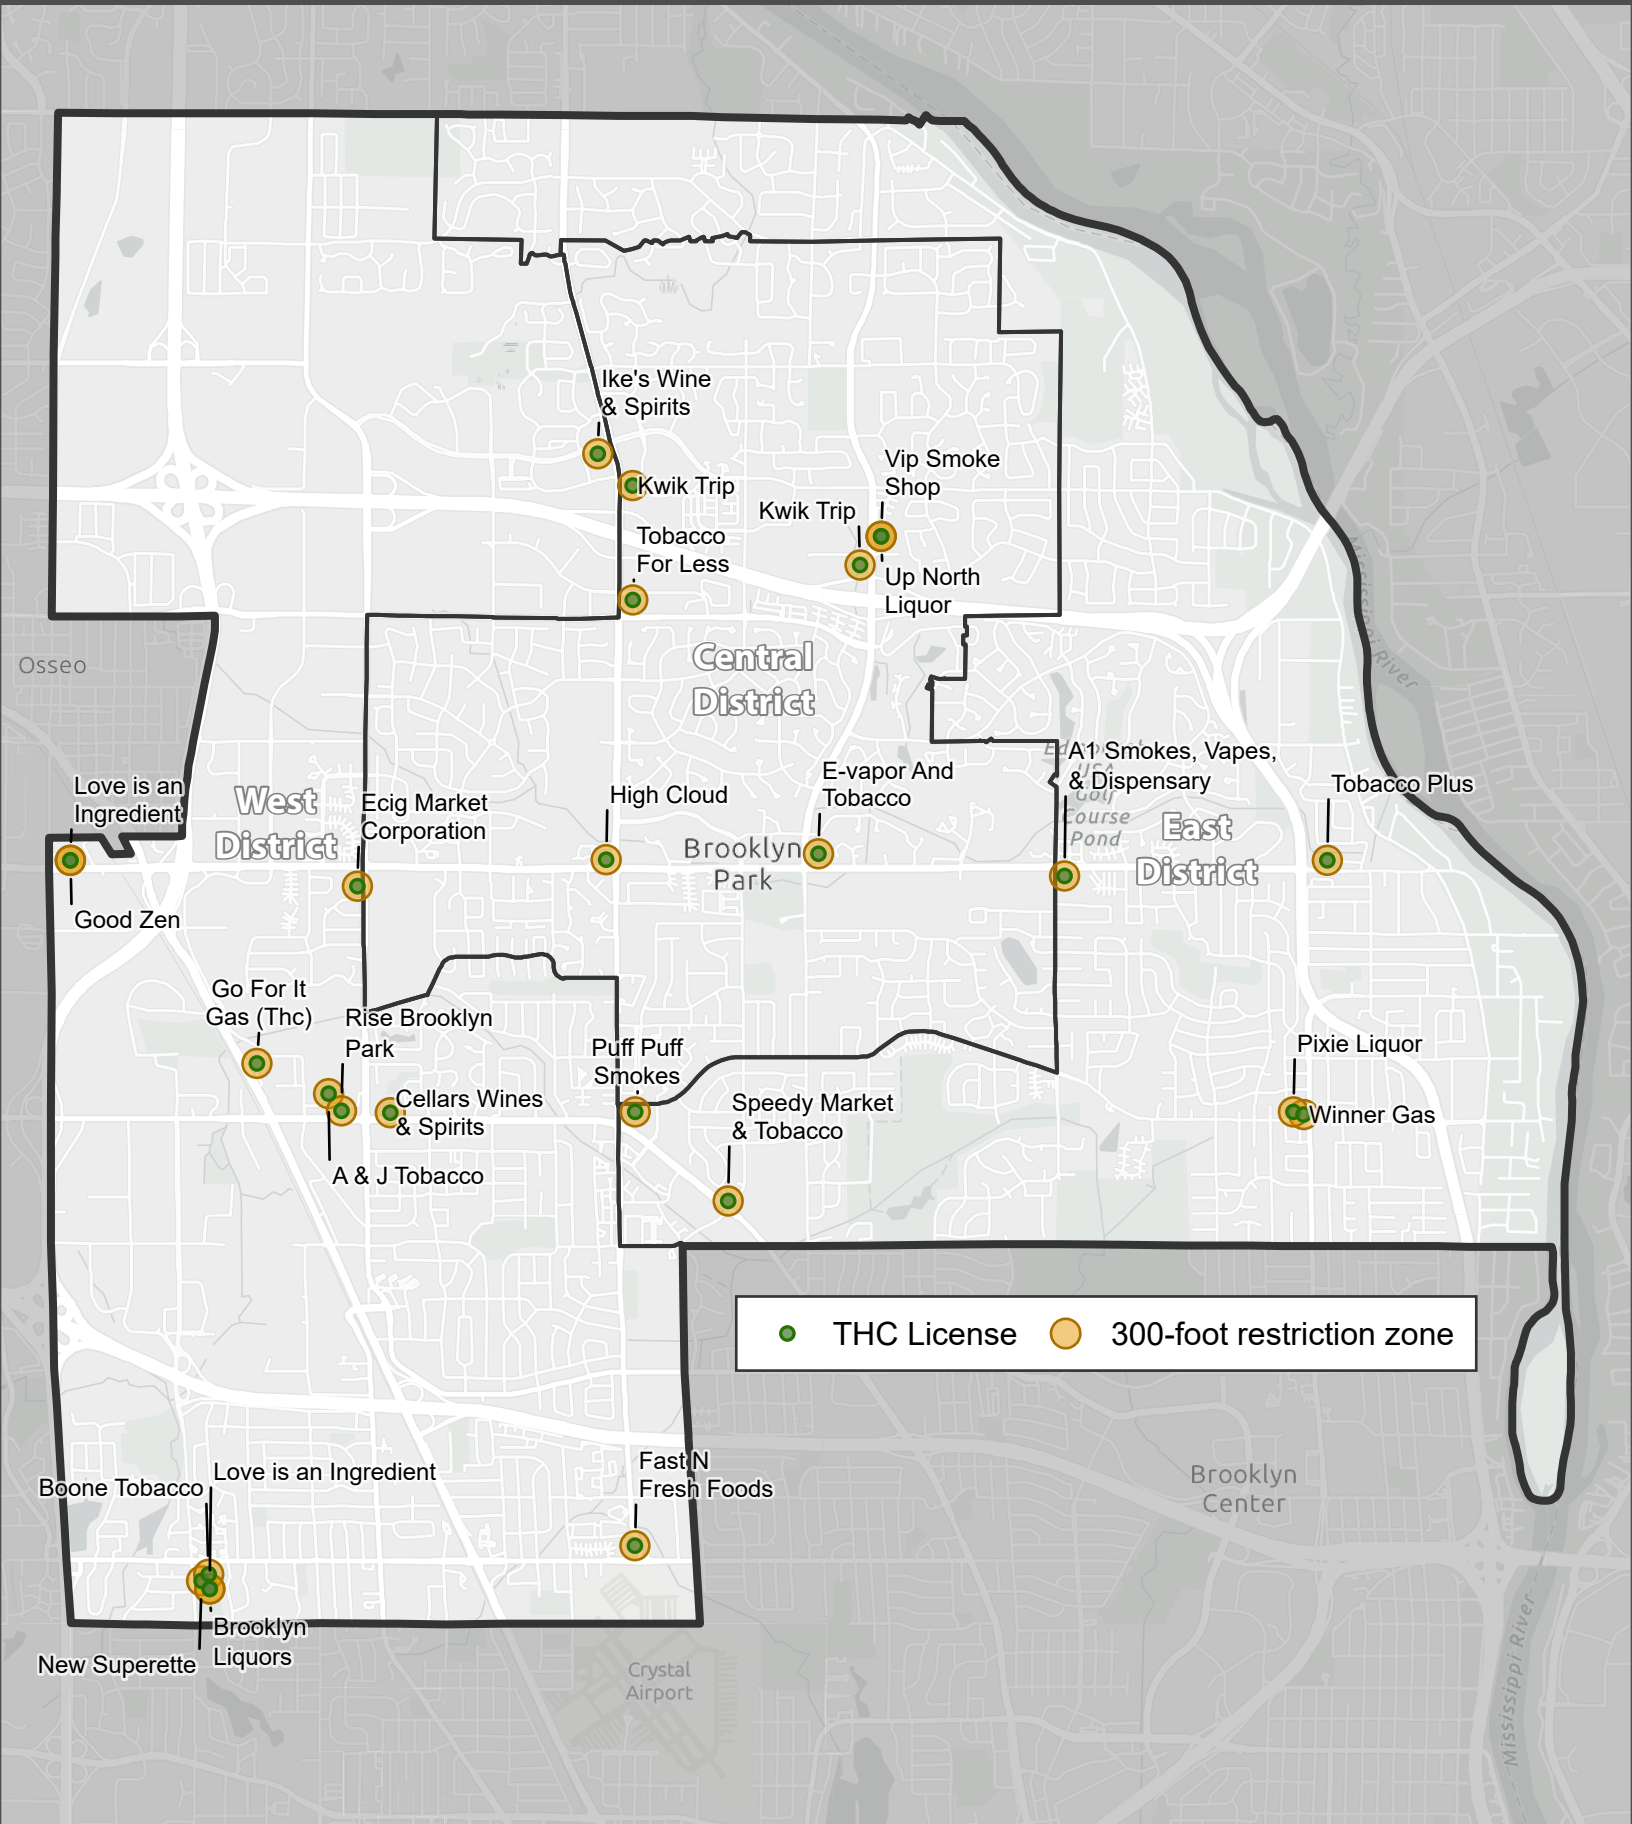 Ike's Wine
& Spirits
Kwik Trip
Vip Smoke
Shop
Kwik Trip
Tobacco
For Less
Up North
Liquor
Osseo
Central
District
Mississippi River
Love is an
Ingredient
West
District
Ecig Market
Corporation
High Cloud
E-vapor And
Tobacco
A1 Smokes, Vapes,
& Dispensary
USA
Golf
Course
Pond
Tobacco Plus
East
District
Brooklyn
Park
Good Zen
Go For It
Gas (Thc)
Rise Brooklyn
Park
Puff Puff
Smokes
Pixie Liquor
Cellars Wines
& Spirits
Speedy Market
& Tobacco
Winner Gas
A & J Tobacco
THC License
300-foot restriction zone
Fast N
Fresh Foods
Love is an Ingredient
Boone Tobacco
Brooklyn
Center
Brooklyn
Liquors
New Superette
Crystal
Airport
Mississippi River